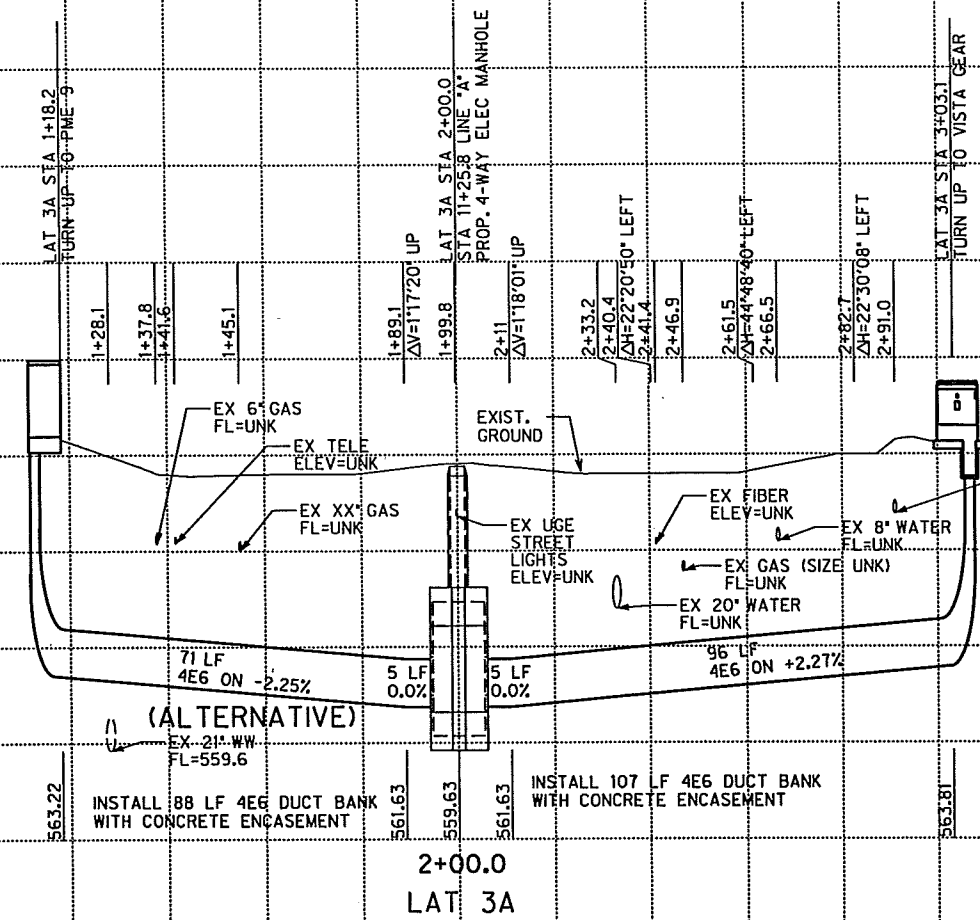 LAT 3A STA 1+18.2
TURN UP TO PME-9
LAT 3A STA 2+00.0
STA 11+25.8 LINE "A"
PROP. 4-WAY ELEC MANHOLE
LAT 3A STA 3+03.1
TURN UP TO VISTA GEAR
1+28.1
1+37.8
1+41.6
1+45.1
1+89.1
△V=1°17'20" UP
1+99.8
2+11
△V=1°18'01" UP
2+33.2
2+40.4
△H=22°20'50" LEFT
2+41.4
2+46.9
2+61.5
△H=44°48'40" LEFT
2+66.5
2+82.7
△H=22°30'08" LEFT
2+91.0
EX 6" GAS
FL=UNK
EX TELE
ELEV=UNK
EX XX" GAS
FL=UNK
EXIST.
GROUND
EX UGE
STREET
LIGHTS
ELEV=UNK
EX FIBER
ELEV=UNK
EX 8" WATER
FL=UNK
EX GAS (SIZE UNK)
FL=UNK
EX 20" WATER
FL=UNK
71 LF
4E6 ON -2.25%
5 LF
0.0%
5 LF
0.0%
96 LF
4E6 ON +2.27%
(ALTERNATIVE)
EX 21" WW
FL=559.6
563.22
INSTALL 88 LF 4E6 DUCT BANK
WITH CONCRETE ENCASEMENT
561.63
559.63
561.63
INSTALL 107 LF 4E6 DUCT BANK
WITH CONCRETE ENCASEMENT
563.81
2+00.0
LAT 3A